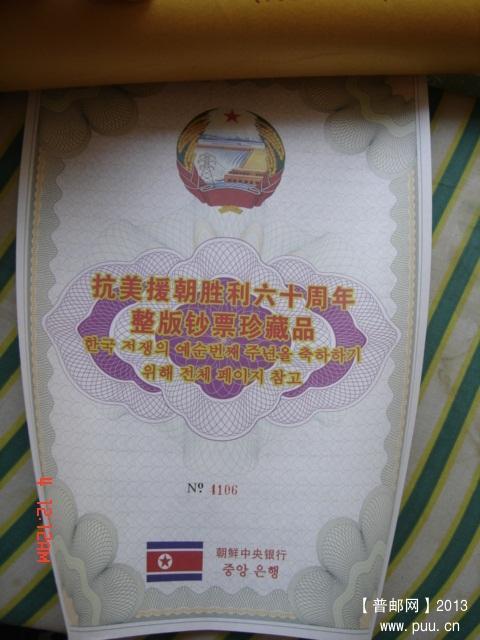 抗美援朝胜利六十周年
整版钞票珍藏品
한국 저쟁의 예순번재 주년을 축하하기
위해 전체 페이지 참고
Nº 4106
朝鲜中央银行
중앙 은행
4 12:12AM
【普邮网】2013
www.puu.cn